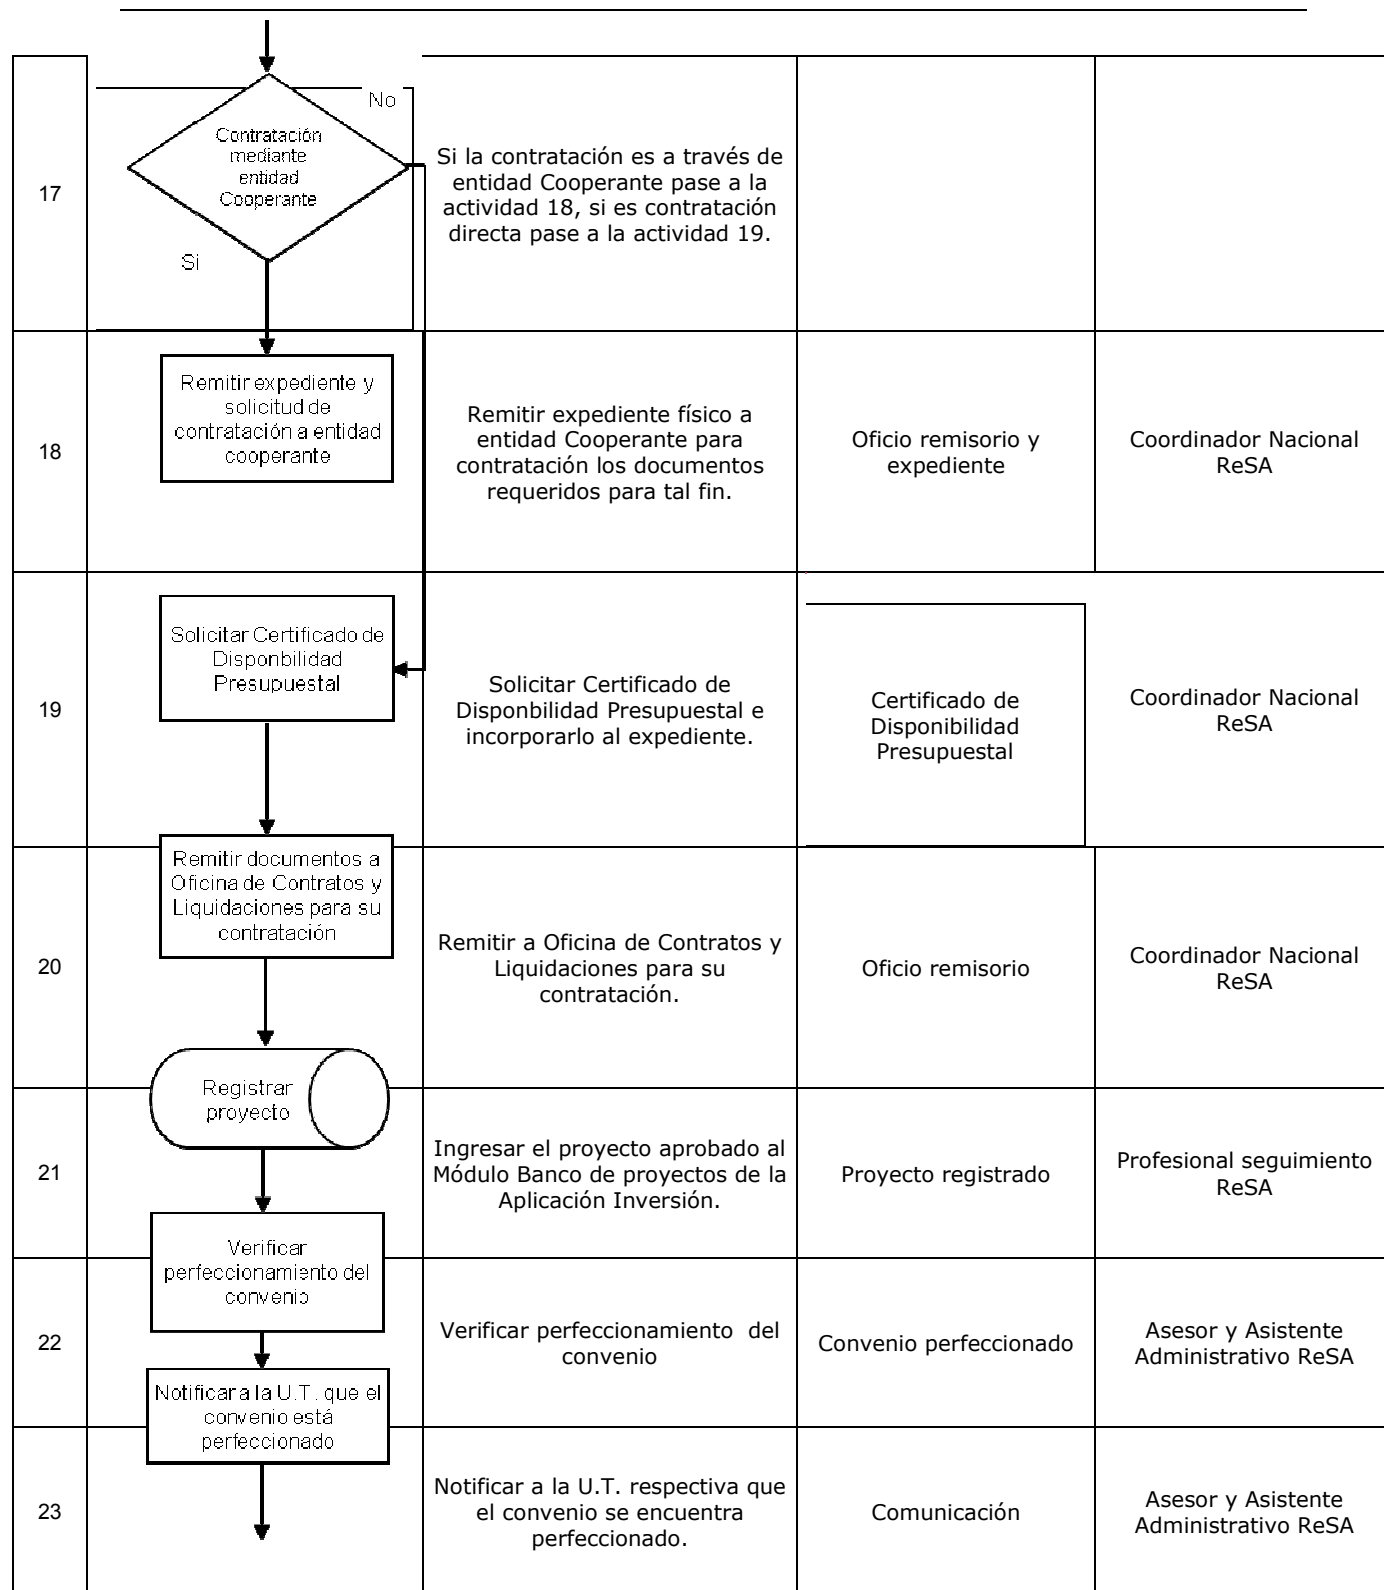 17
No
Contratación
mediante
entidad
Cooperante
Si
Si la contratación es a través de
entidad Cooperante pase a la
actividad 18, si es contratación
directa pase a la actividad 19.
18
Remitir expediente y
solicitud de
contratación a entidad
cooperante
Remitir expediente físico a
entidad Cooperante para
contratación los documentos
requeridos para tal fin.
Oficio remisorio y
expediente
Coordinador Nacional
ReSA
19
Solicitar Certificado de
Disponbilidad
Presupuestal
Solicitar Certificado de
Disponbilidad Presupuestal e
incorporarlo al expediente.
Certificado de
Disponibilidad
Presupuestal
Coordinador Nacional
ReSA
20
Remitir documentos a
Oficina de Contratos y
Liquidaciones para su
contratación
Remitir a Oficina de Contratos y
Liquidaciones para su
contratación.
Oficio remisorio
Coordinador Nacional
ReSA
21
Registrar
proyecto
Ingresar el proyecto aprobado al
Módulo Banco de proyectos de la
Aplicación Inversión.
Proyecto registrado
Profesional seguimiento
ReSA
22
Verificar
perfeccionamiento del
convenio
Verificar perfeccionamiento del
convenio
Convenio perfeccionado
Asesor y Asistente
Administrativo ReSA
23
Notificar a la U.T. que el
convenio está
perfeccionado
Notificar a la U.T. respectiva que
el convenio se encuentra
perfeccionado.
Comunicación
Asesor y Asistente
Administrativo ReSA